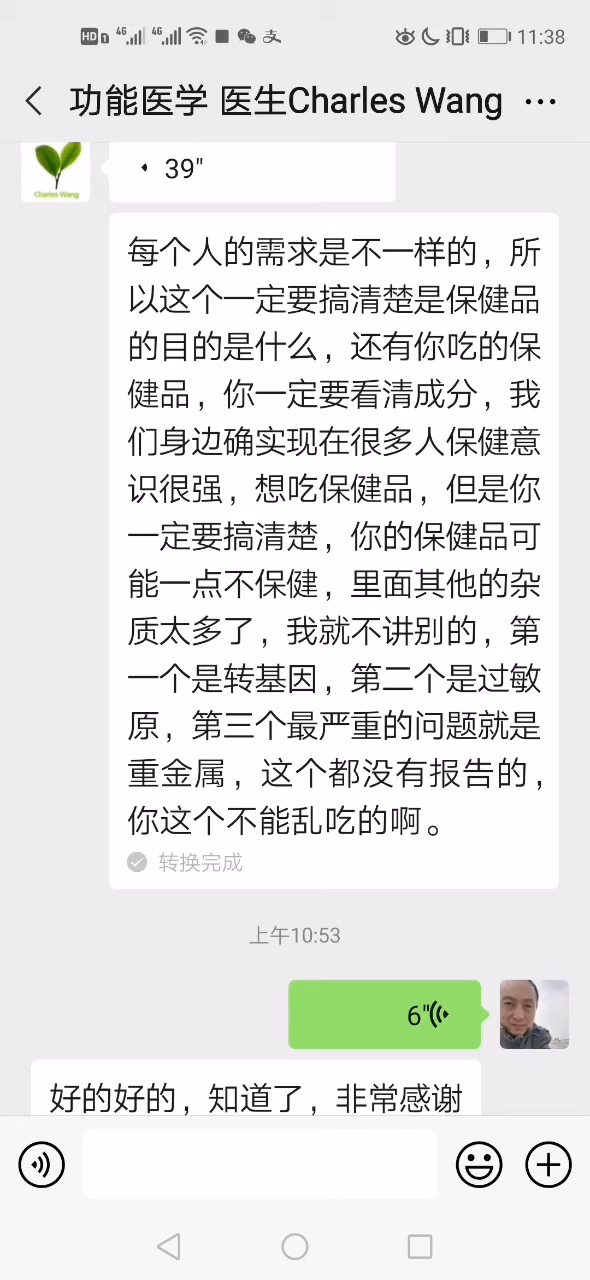 HD 1 4G 4G 支 11:38
功能医学 医生Charles Wang ...
Charles Wang
39"
每个人的需求是不一样的，所
以这个一定要搞清楚是保健品
的目的是什么，还有你吃的保
健品，你一定要看清成分，我
们身边确实现在很多人保健意
识很强，想吃保健品，但是你
一定要搞清楚，你的保健品可
能一点不保健，里面其他的杂
质太多了，我就不讲别的，第
一个是转基因，第二个是过敏
原，第三个最严重的问题就是
重金属，这个都没有报告的，
你这个不能乱吃的啊。
转换完成
上午10:53
6"
好的好的，知道了，非常感谢